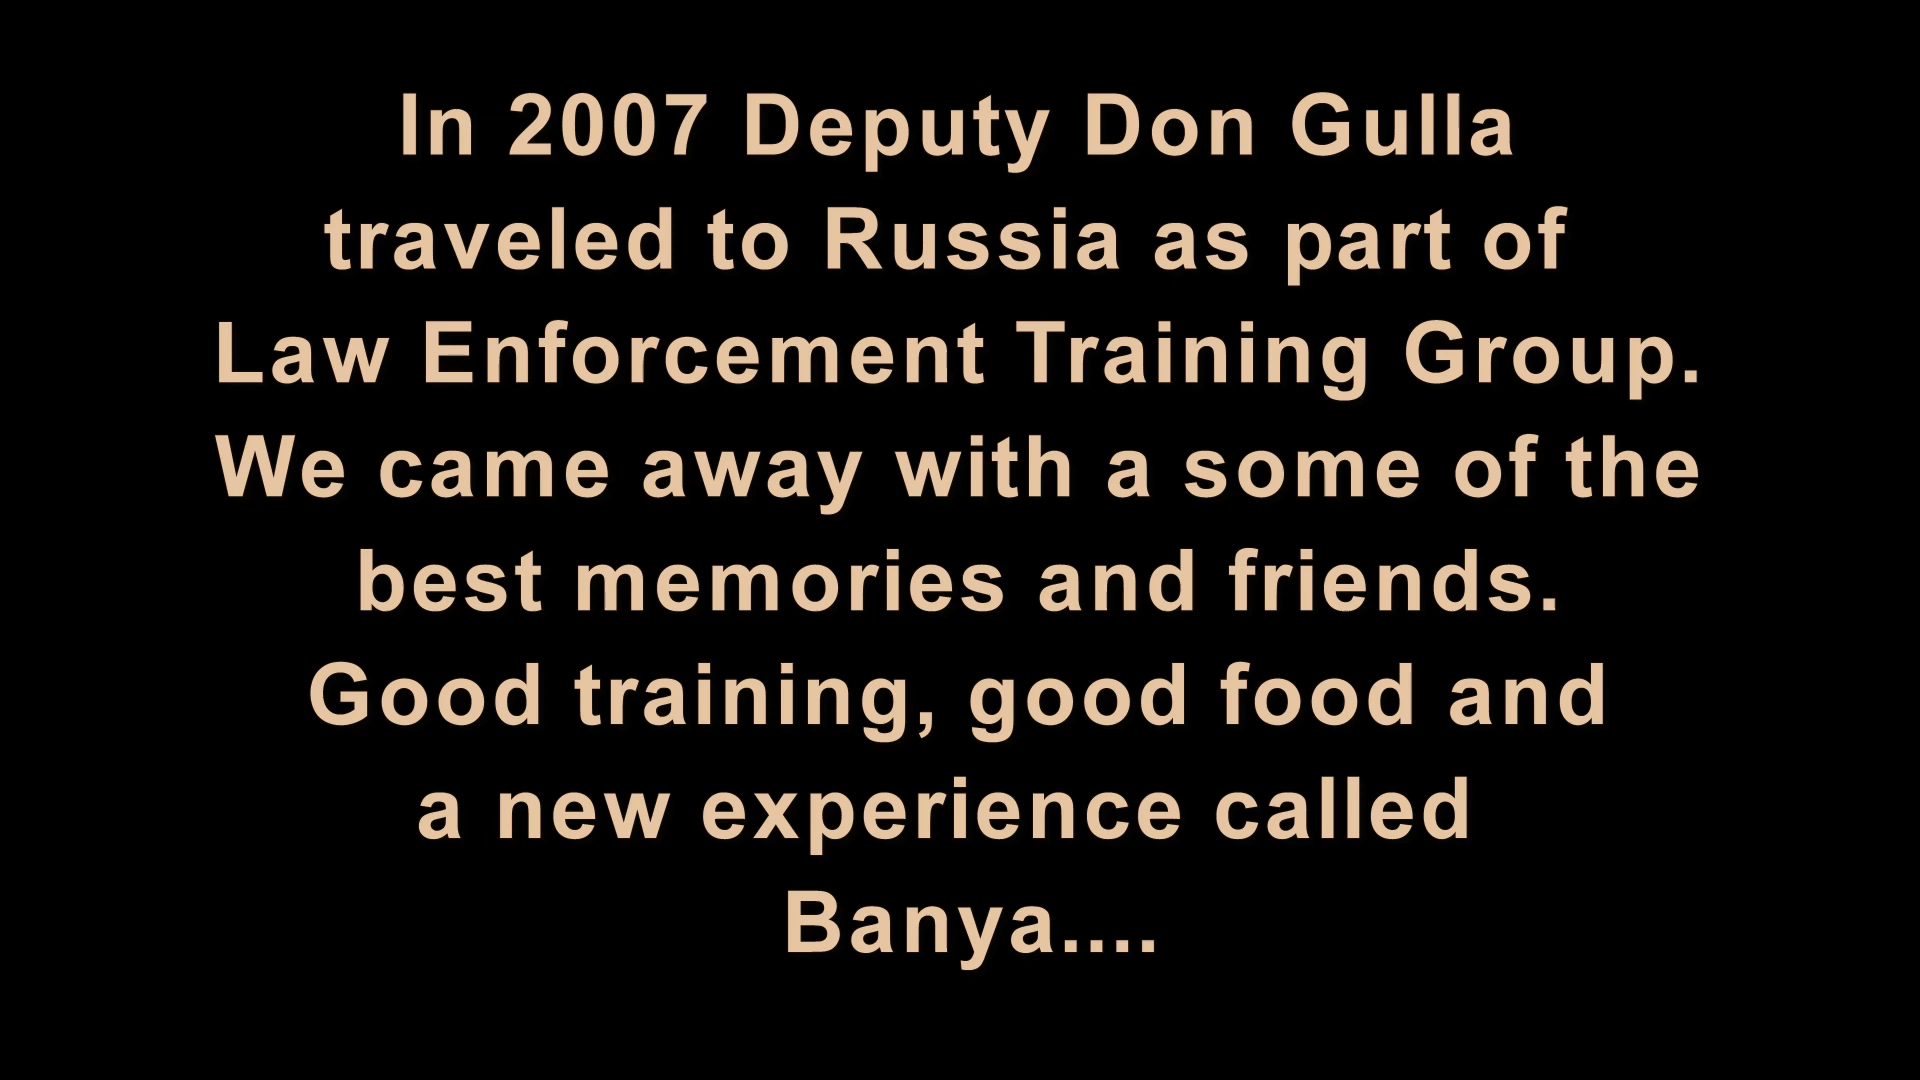 In 2007 Deputy Don Gulla
traveled to Russia as part of
Law Enforcement Training Group.
We came away with a some of the
best memories and friends.
Good training, good food and
a new experience called
Banya....